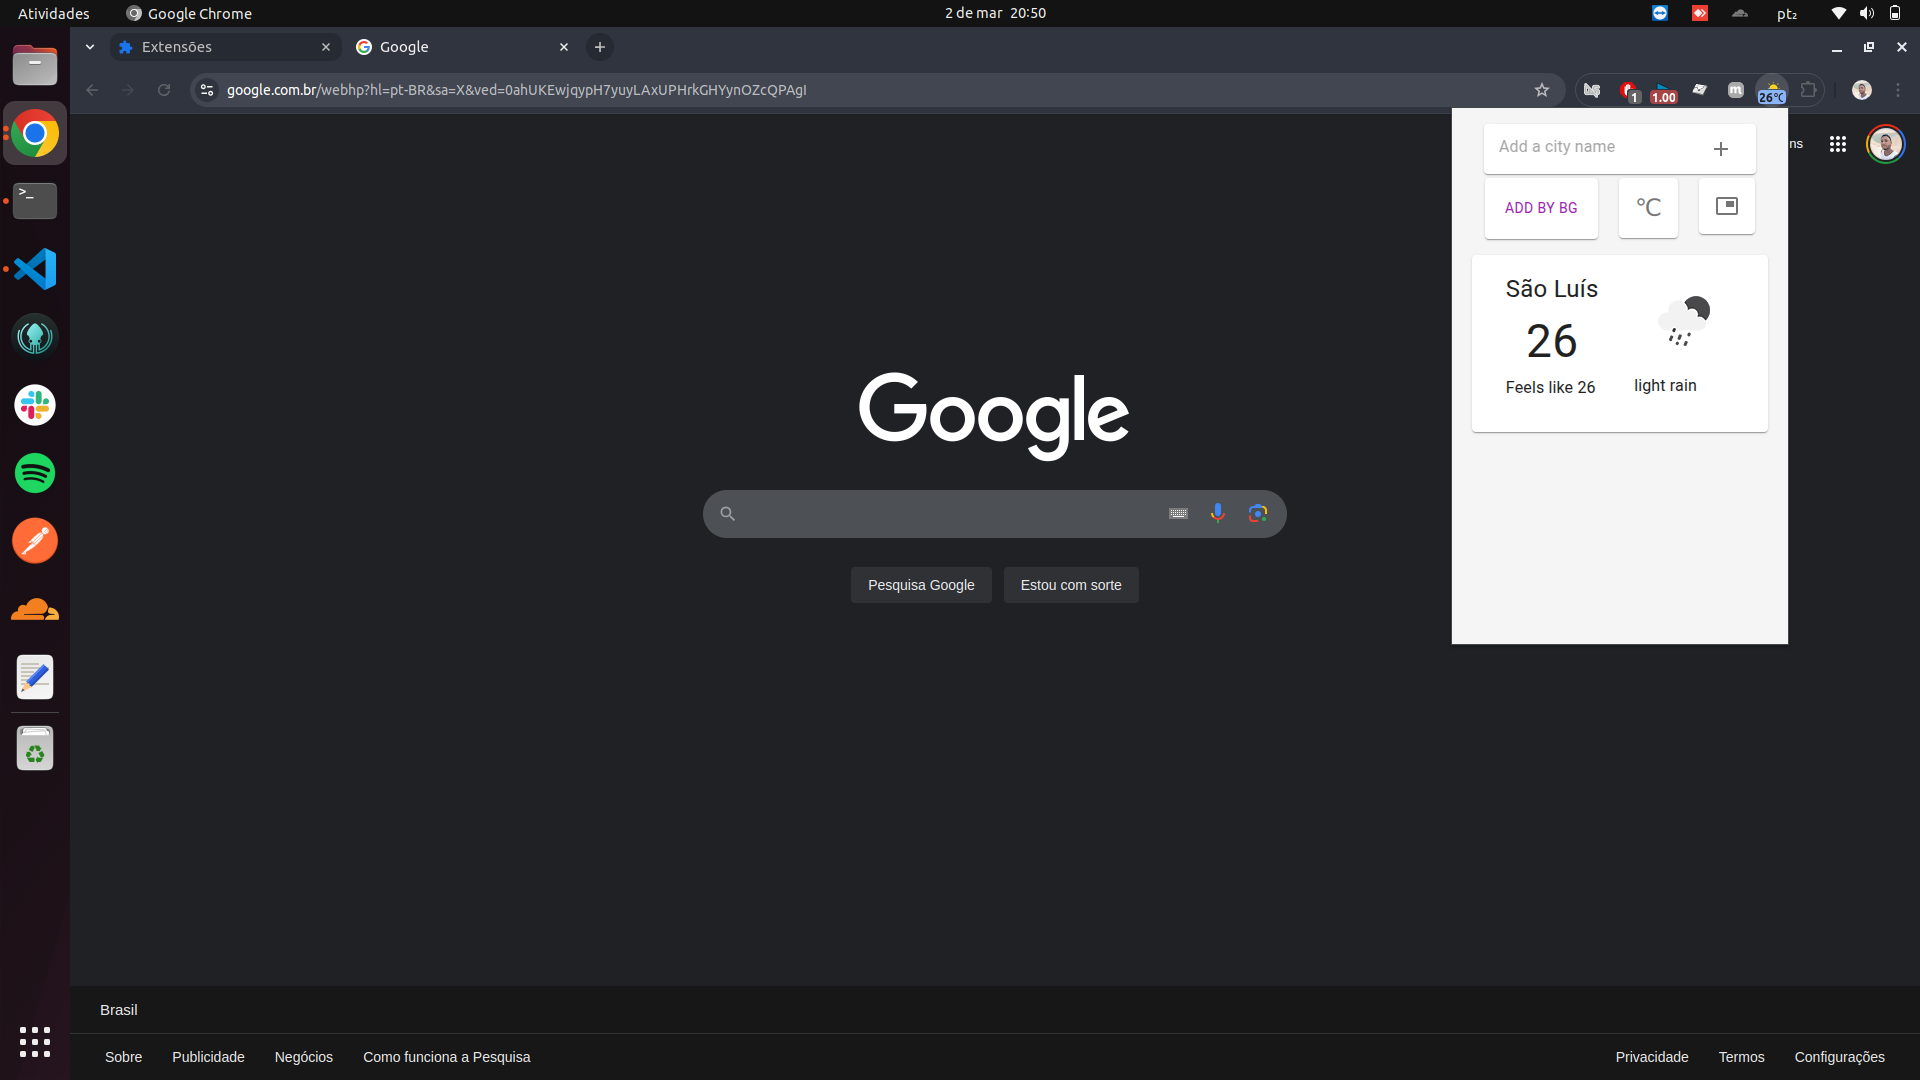 Atividades
Google Chrome
2 de mar 20:50
pt₂
Extensões
Google
google.com.br/webhp?hl=pt-BR&sa=X&ved=0ahUKEwjqypH7yuyLAxUPHrkGHYynOZcQPAgI
1
1.00
m
26°C
Add a city name
ns
ADD BY BG
°C
São Luís
26
Feels like 26
light rain
Google
Pesquisa Google
Estou com sorte
Brasil
Sobre
Publicidade
Negócios
Como funciona a Pesquisa
Privacidade
Termos
Configurações